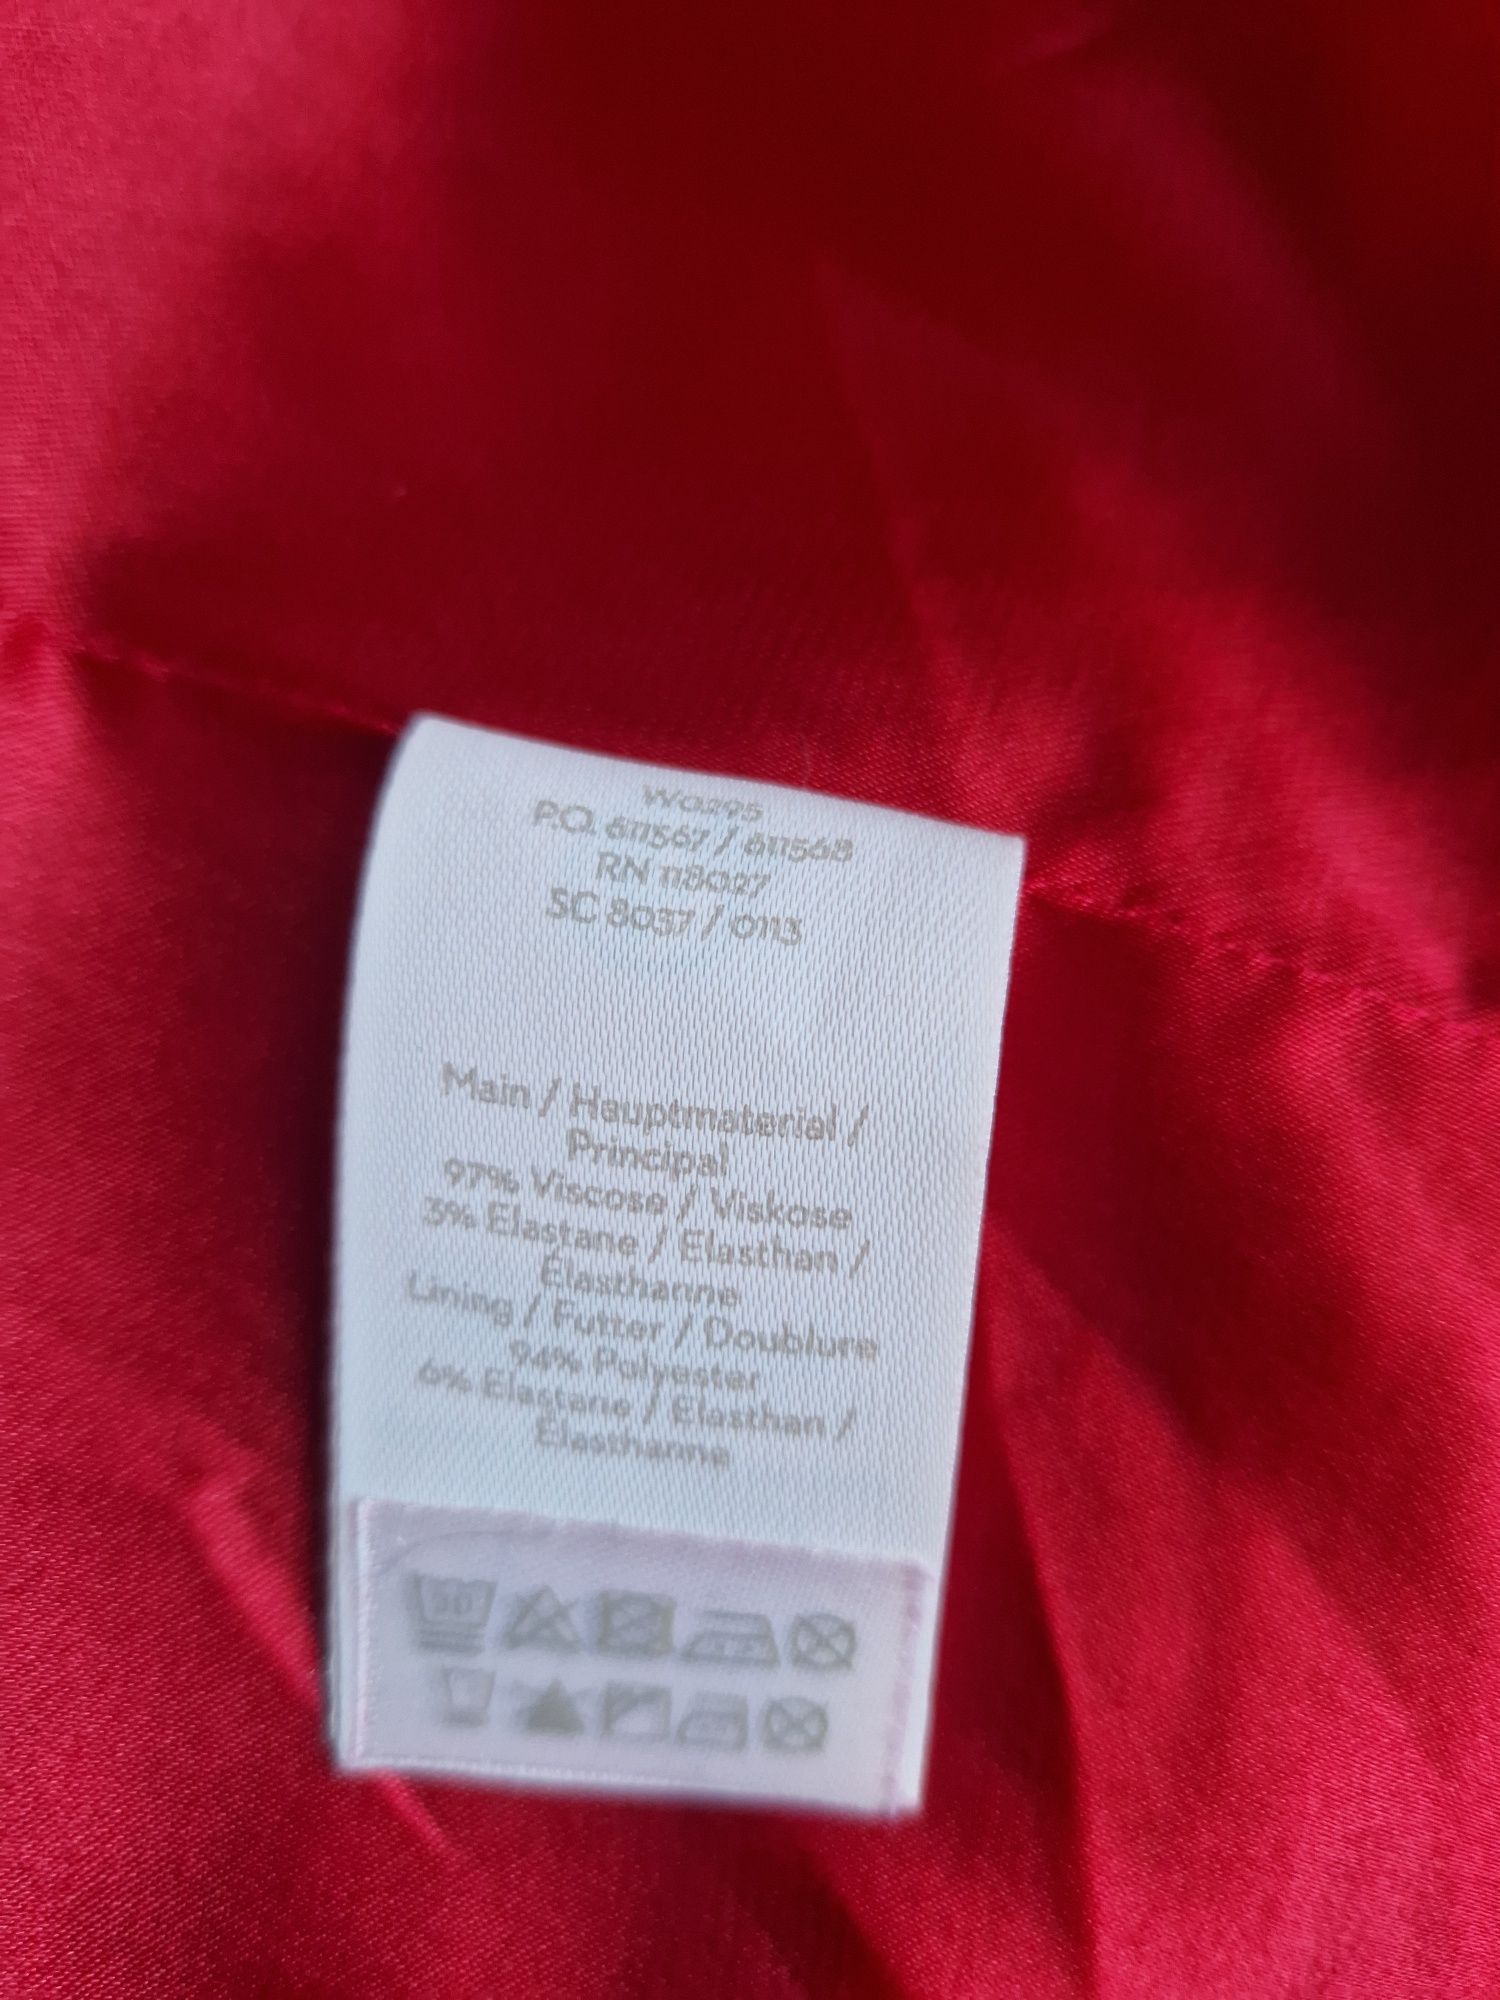 W0295
P.O. 611567 / 611568
RN 118027
SC 8037 / 0113
Main / Hauptmaterial /
Principal
97% Viscose / Viskose
3% Elastane / Elasthan /
Élasthanne
Lining / Futter / Doublure
94% Polyester
6% Elastane / Elasthan /
Élasthanne
30